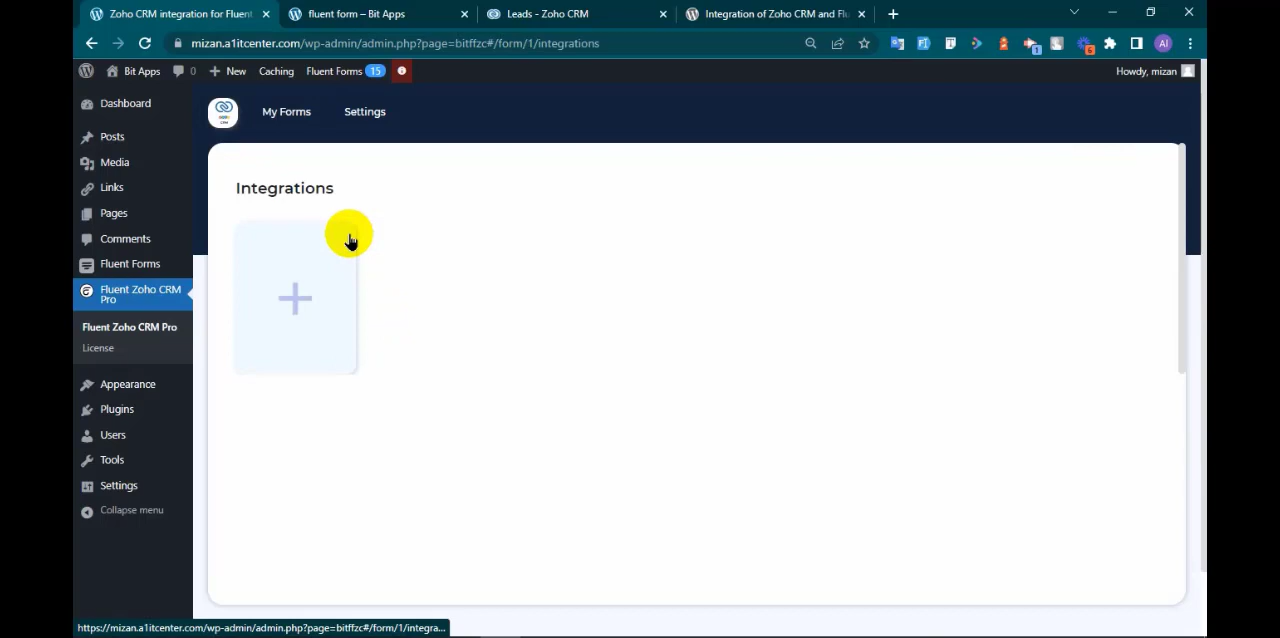 Zoho CRM integration for Fluent
fluent form – Bit Apps
Leads - Zoho CRM
Integration of Zoho CRM and Flu
mizan.a1itcenter.com/wp-admin/admin.php?page=bitffzc#/form/1/integrations
Bit Apps 0 New Caching Fluent Forms 15
Howdy, mizan
Dashboard
Posts
Media
Links
Pages
Comments
Fluent Forms
Fluent Zoho CRM
Pro
Fluent Zoho CRM Pro
License
Appearance
Plugins
Users
Tools
Settings
Collapse menu
CRM
My Forms
Settings
Integrations
https://mizan.a1itcenter.com/wp-admin/admin.php?page=bitffzc#/form/1/integra...